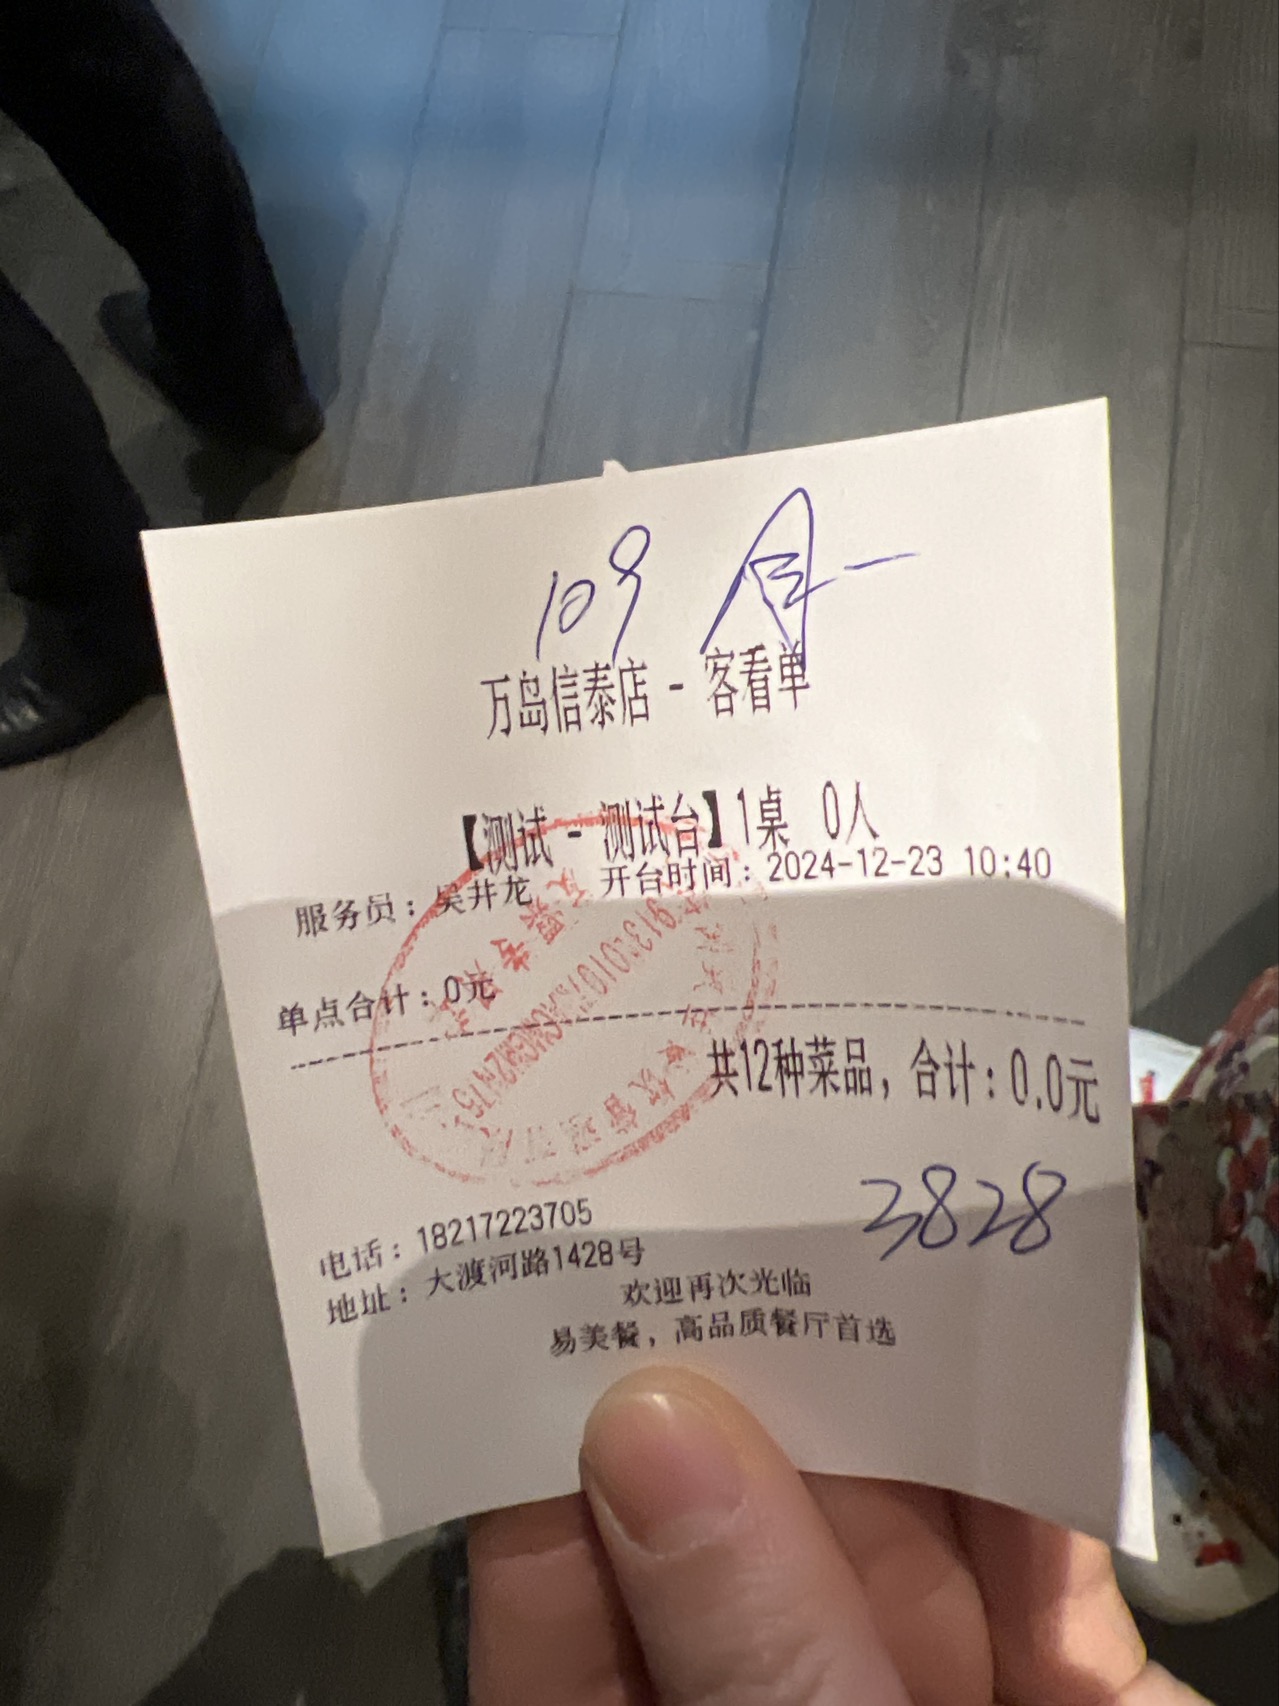 109
万岛信泰店 - 客看单
【测试 - 测试台】1桌 0人
服务员：吴井龙 开台时间：2024-12-23 10:40
单点合计：0元
共12种菜品，合计：0.0元
3828
电话：18217223705
地址：大渡河路1428号
欢迎再次光临
易美餐，高品质餐厅首选